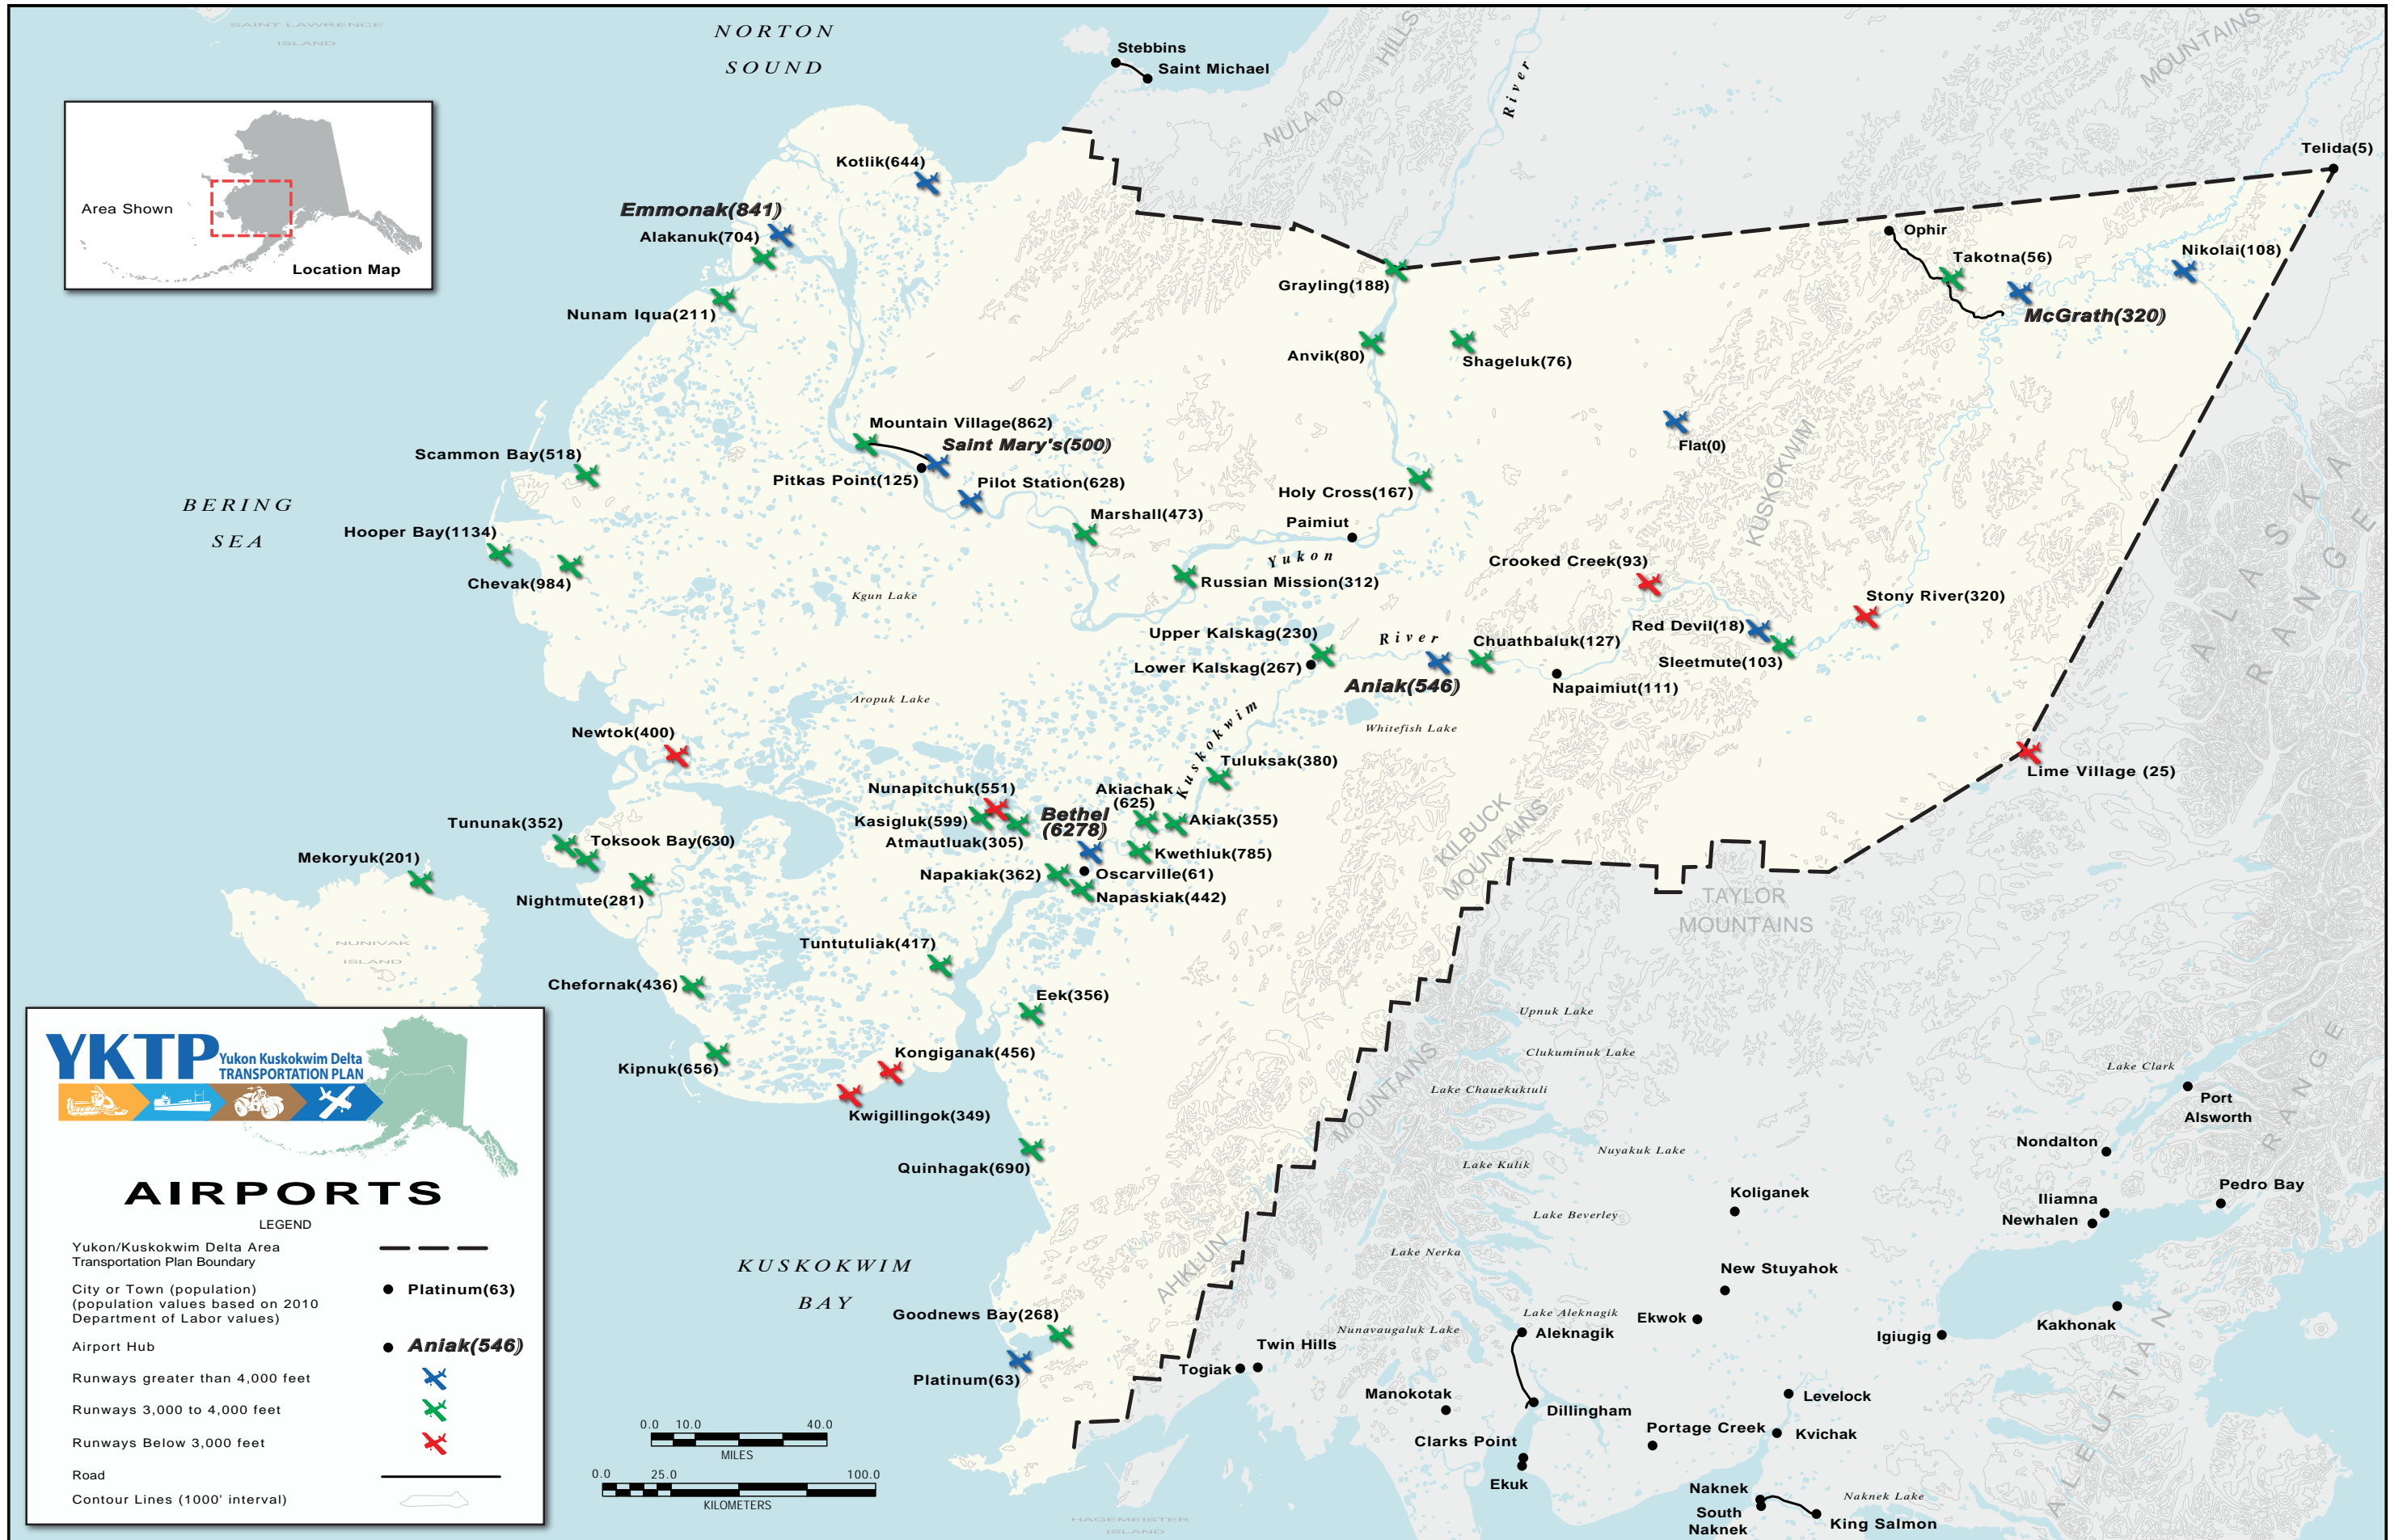 SAINT LAWRENCE
ISLAND
NORTON
SOUND
Stebbins
Saint Michael
HILLS
NULATO
River
MOUNTAINS
Area Shown
Location Map
Telida(5)
Kotlik(644)
Emmonak(841)
Alakanuk(704)
Nunam Iqua(211)
Ophir
Takotna(56)
Nikolai(108)
McGrath(320)
Grayling(188)
Anvik(80)
Shageluk(76)
Flat(0)
KUSKOKWIM
MOUNTAINS
Mountain Village(862)
Saint Mary's(500)
Pitkas Point(125)
Pilot Station(628)
Scammon Bay(518)
BERING
SEA
Hooper Bay(1134)
Chevak(984)
Marshall(473)
Holy Cross(167)
Paimiut
Yukon
Russian Mission(312)
Kgun Lake
Crooked Creek(93)
Stony River(320)
Red Devil(18)
Sleetmute(103)
Upper Kalskag(230)
Lower Kalskag(267)
River
Chuathbaluk(127)
Aniak(546)
Napaimiut(111)
Whitefish Lake
Aropuk Lake
Kuskokwim
ALASKA
RANGE
Lime Village (25)
Newtok(400)
Tuluksak(380)
Nunapitchuk(551)
Kasigluk(599)
Atmautluak(305)
Bethel
(6278)
Akiachak
(625)
Akiak(355)
Kwethluk(785)
Oscarville(61)
Napakiak(362)
Napaskiak(442)
KILBUCK
MOUNTAINS
TAYLOR
MOUNTAINS
Tununak(352)
Toksook Bay(630)
Mekoryuk(201)
Nightmute(281)
NUNIVAK
ISLAND
Tuntutuliak(417)
Chefornak(436)
Eek(356)
Kipnuk(656)
Kongiganak(456)
Kwigillingok(349)
Quinhagak(690)
Upnuk Lake
Clukuminuk Lake
Lake Chauekuktuli
MOUNTAINS
Nuyakuk Lake
Lake Kulik
Lake Beverley
Lake Nerka
AHKLUN
Lake Clark
Port
Alsworth
Nondalton
Iliamna
Newhalen
Pedro Bay
RANGE
Koliganek
New Stuyahok
Ekwok
KUSKOKWIM
BAY
Goodnews Bay(268)
Platinum(63)
Lake Aleknagik
Nunavaugaluk Lake
Aleknagik
Twin Hills
Togiak
Manokotak
Dillingham
Clarks Point
Ekuk
Portage Creek
Levelock
Kvichak
Igiugig
Kakhonak
ALEUTIAN
Naknek
South
Naknek
Naknek Lake
King Salmon
HAGEMEISTER
ISLAND
0.0 10.0 40.0
MILES
0.0 25.0 100.0
KILOMETERS
YKTP
Yukon Kuskokwim Delta
TRANSPORTATION PLAN
AIRPORTS
LEGEND
Yukon/Kuskokwim Delta Area
Transportation Plan Boundary
City or Town (population)
(population values based on 2010
Department of Labor values)
Platinum(63)
Airport Hub
Aniak(546)
Runways greater than 4,000 feet
Runways 3,000 to 4,000 feet
Runways Below 3,000 feet
Road
Contour Lines (1000' interval)